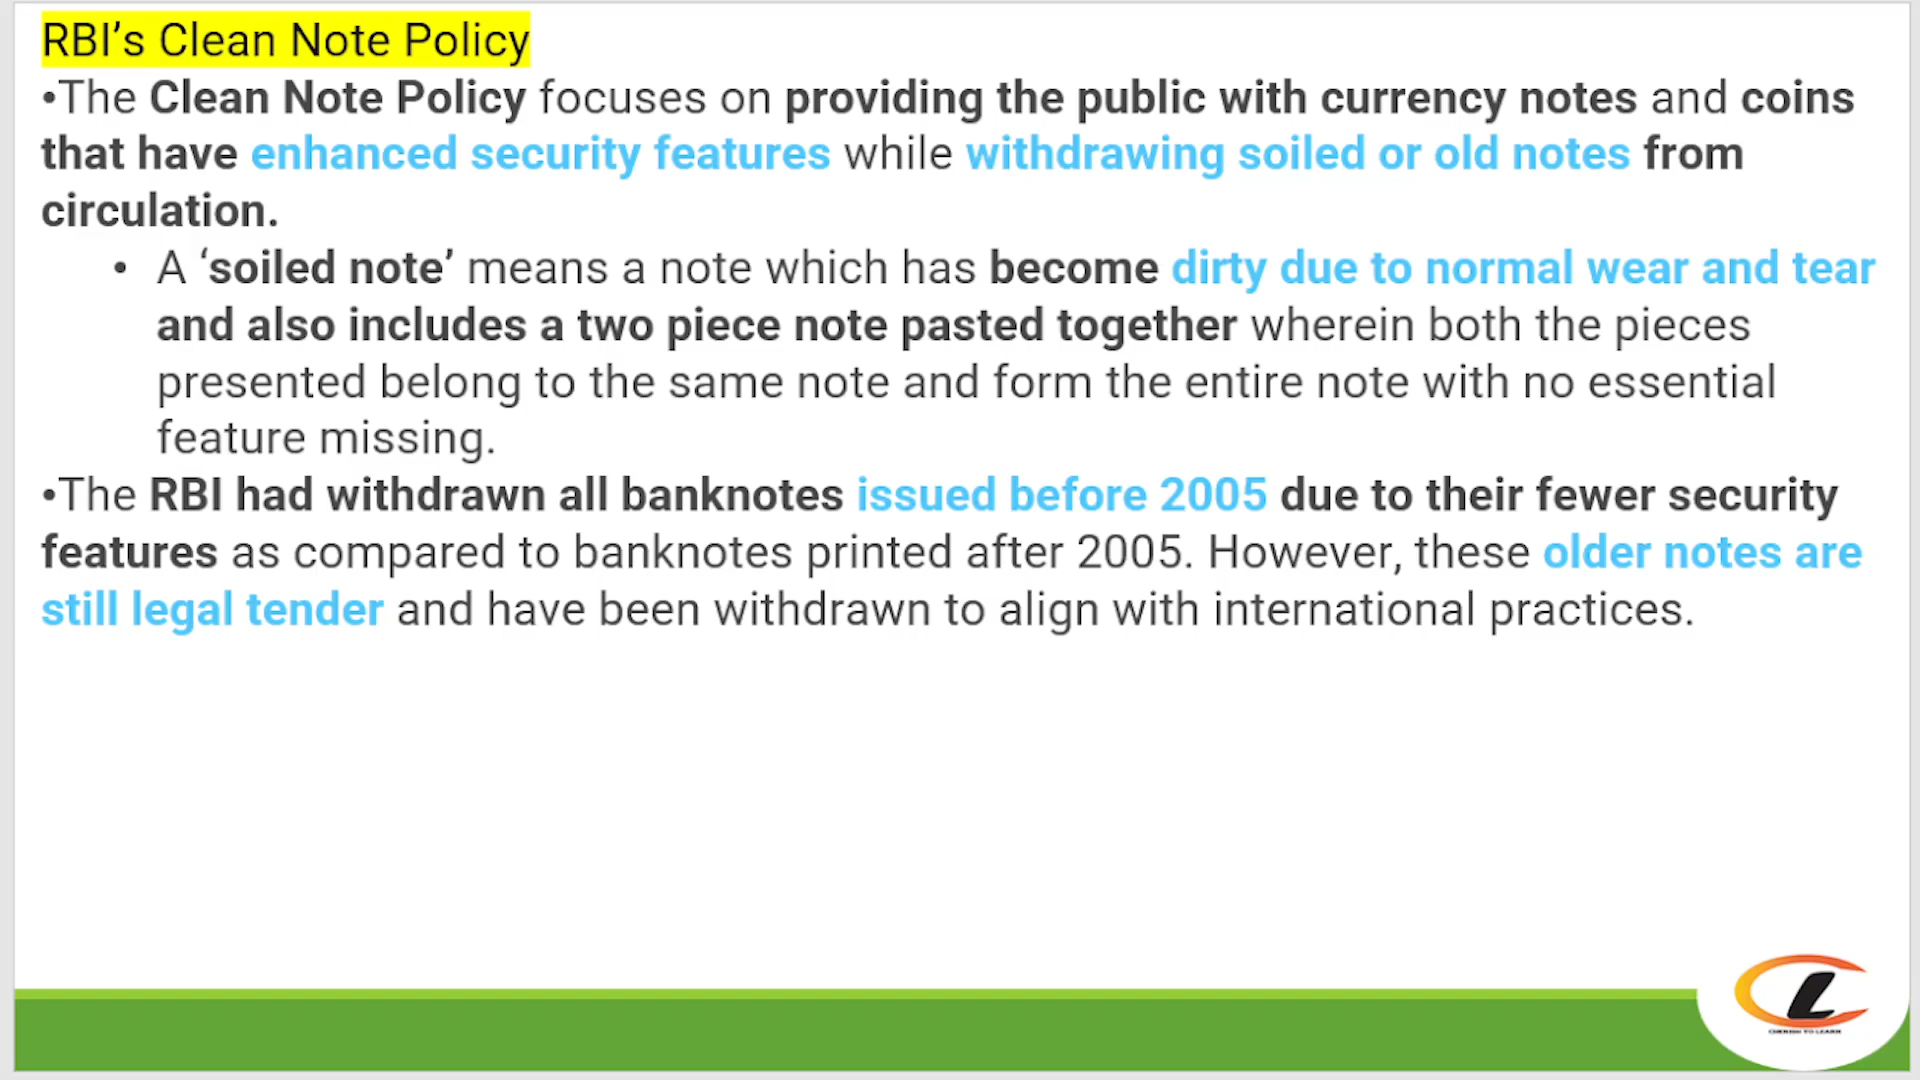 RBI’s Clean Note Policy
•The Clean Note Policy focuses on providing the public with currency notes and coins
that have enhanced security features while withdrawing soiled or old notes from
circulation.
• A ‘soiled note’ means a note which has become dirty due to normal wear and tear
and also includes a two piece note pasted together wherein both the pieces
presented belong to the same note and form the entire note with no essential
feature missing.
•The RBI had withdrawn all banknotes issued before 2005 due to their fewer security
features as compared to banknotes printed after 2005. However, these older notes are
still legal tender and have been withdrawn to align with international practices.
CL